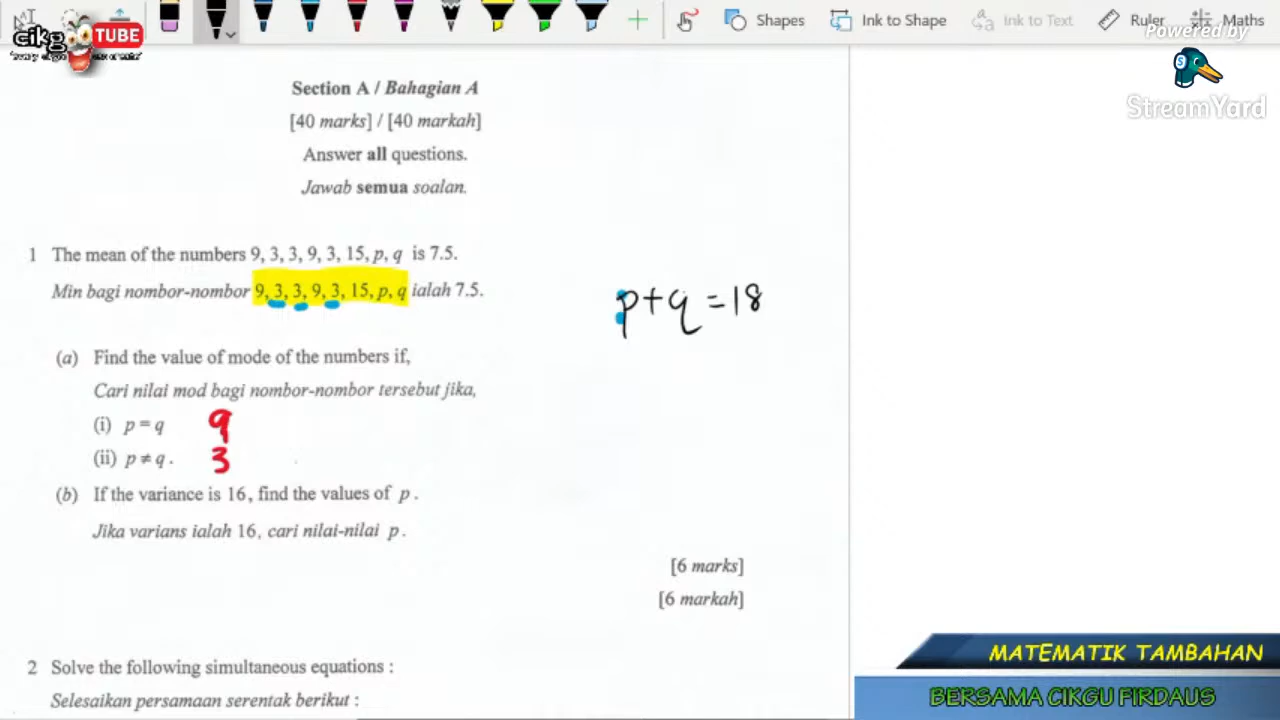 Shapes Ink to Shape Ink to Text Ruler Maths
cikgu TUBE
Powered by
StreamYard
Section A / Bahagian A
[40 marks] / [40 markah]
Answer all questions.
Jawab semua soalan.
1 The mean of the numbers 9, 3, 3, 9, 3, 15, p, q is 7.5.
Min bagi nombor-nombor 9, 3, 3, 9, 3, 15, p, q ialah 7.5.
p+q =18
(a) Find the value of mode of the numbers if,
Cari nilai mod bagi nombor-nombor tersebut jika,
(i) p = q 9
(ii) p ≠ q. 3
(b) If the variance is 16, find the values of p.
Jika varians ialah 16, cari nilai-nilai p.
[6 marks]
[6 markah]
2 Solve the following simultaneous equations :
Selesaikan persamaan serentak berikut :
MATEMATIK TAMBAHAN
BERSAMA CIKGU FIRDAUS